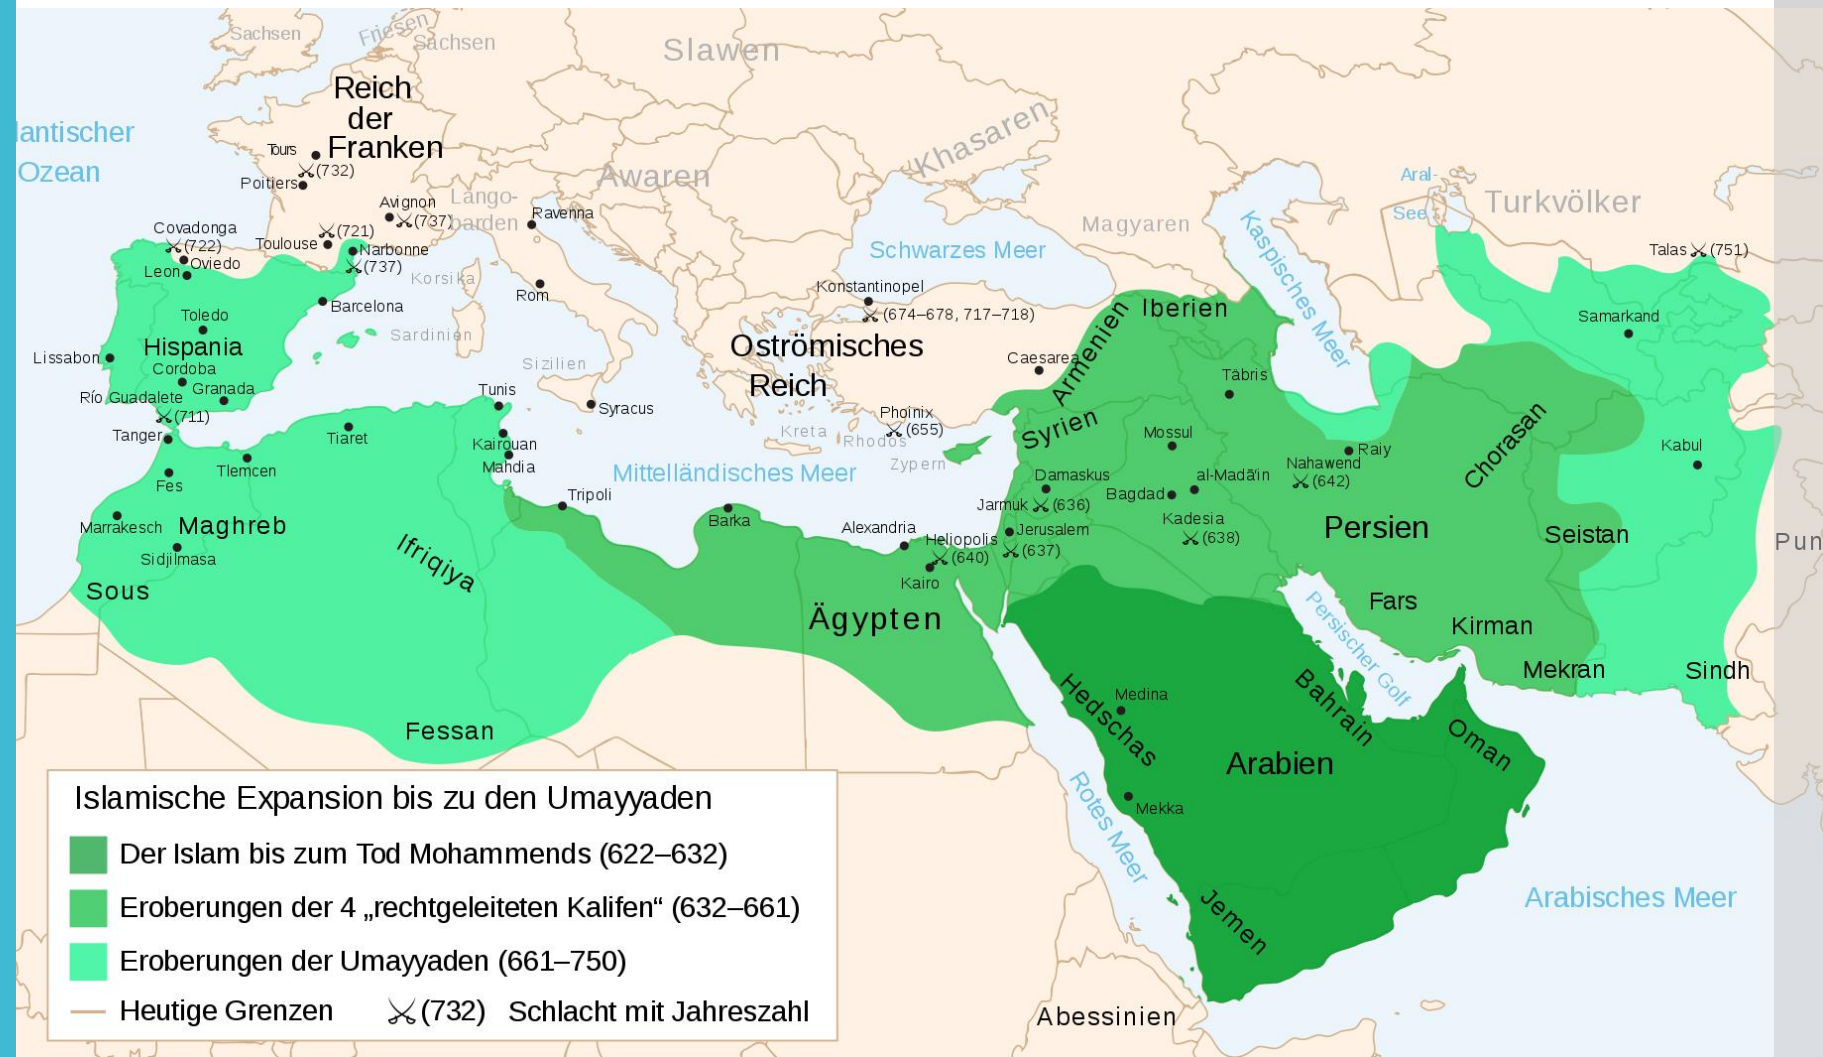 Sachsen
Friesen
Sachsen
Slawen
Reich
der
Franken
lantischer
Ozean
Tours
(732)
Poitiers
Khasaren
Awaren
Lango-
barden
Avignon
(737)
Ravenna
Magyaren
Aral-
See
Turkvölker
Kaspisches Meer
Talas (751)
Covadonga
(722)
Oviedo
Leon
(721)
Toulouse
Narbonne
(737)
Korsika
Schwarzes Meer
Barcelona
Rom
Konstantinopel
(674–678, 717–718)
Iberien
Armenien
Samarkand
Toledo
Hispania
Lissabon
Cordoba
Granada
Río Guadalete
(711)
Sardinien
Sizilien
Oströmisches
Reich
Caesarea
Täbris
Tunis
Syracus
Phoinix
(655)
Kreta
Rhodos
Zypern
Syrien
Mossul
Chorasan
Kabul
Tanger
Tiaret
Kairouan
Mahdia
Tlemcen
Fes
Mittelländisches Meer
Raiy
Nahawend
(642)
Damaskus
al-Madā'in
Bagdad
Jarmuk (636)
Tripoli
Barka
Marrakesch
Maghreb
Sidjilmasa
Ifriqiya
Alexandria
Heliopolis
(640)
Jerusalem
(637)
Kadesia
(638)
Persien
Seistan
Pun
Kairo
Sous
Ägypten
Fars
Kirman
Persischer Golf
Mekran
Sindh
Fessan
Hedschas
Medina
Bahrain
Oman
Arabien
Mekka
Rotes Meer
Jemen
Arabisches Meer
Abessinien
Islamische Expansion bis zu den Umayyaden
Der Islam bis zum Tod Mohammends (622–632)
Eroberungen der 4 „rechtgeleiteten Kalifen“ (632–661)
Eroberungen der Umayyaden (661–750)
Heutige Grenzen (732) Schlacht mit Jahreszahl